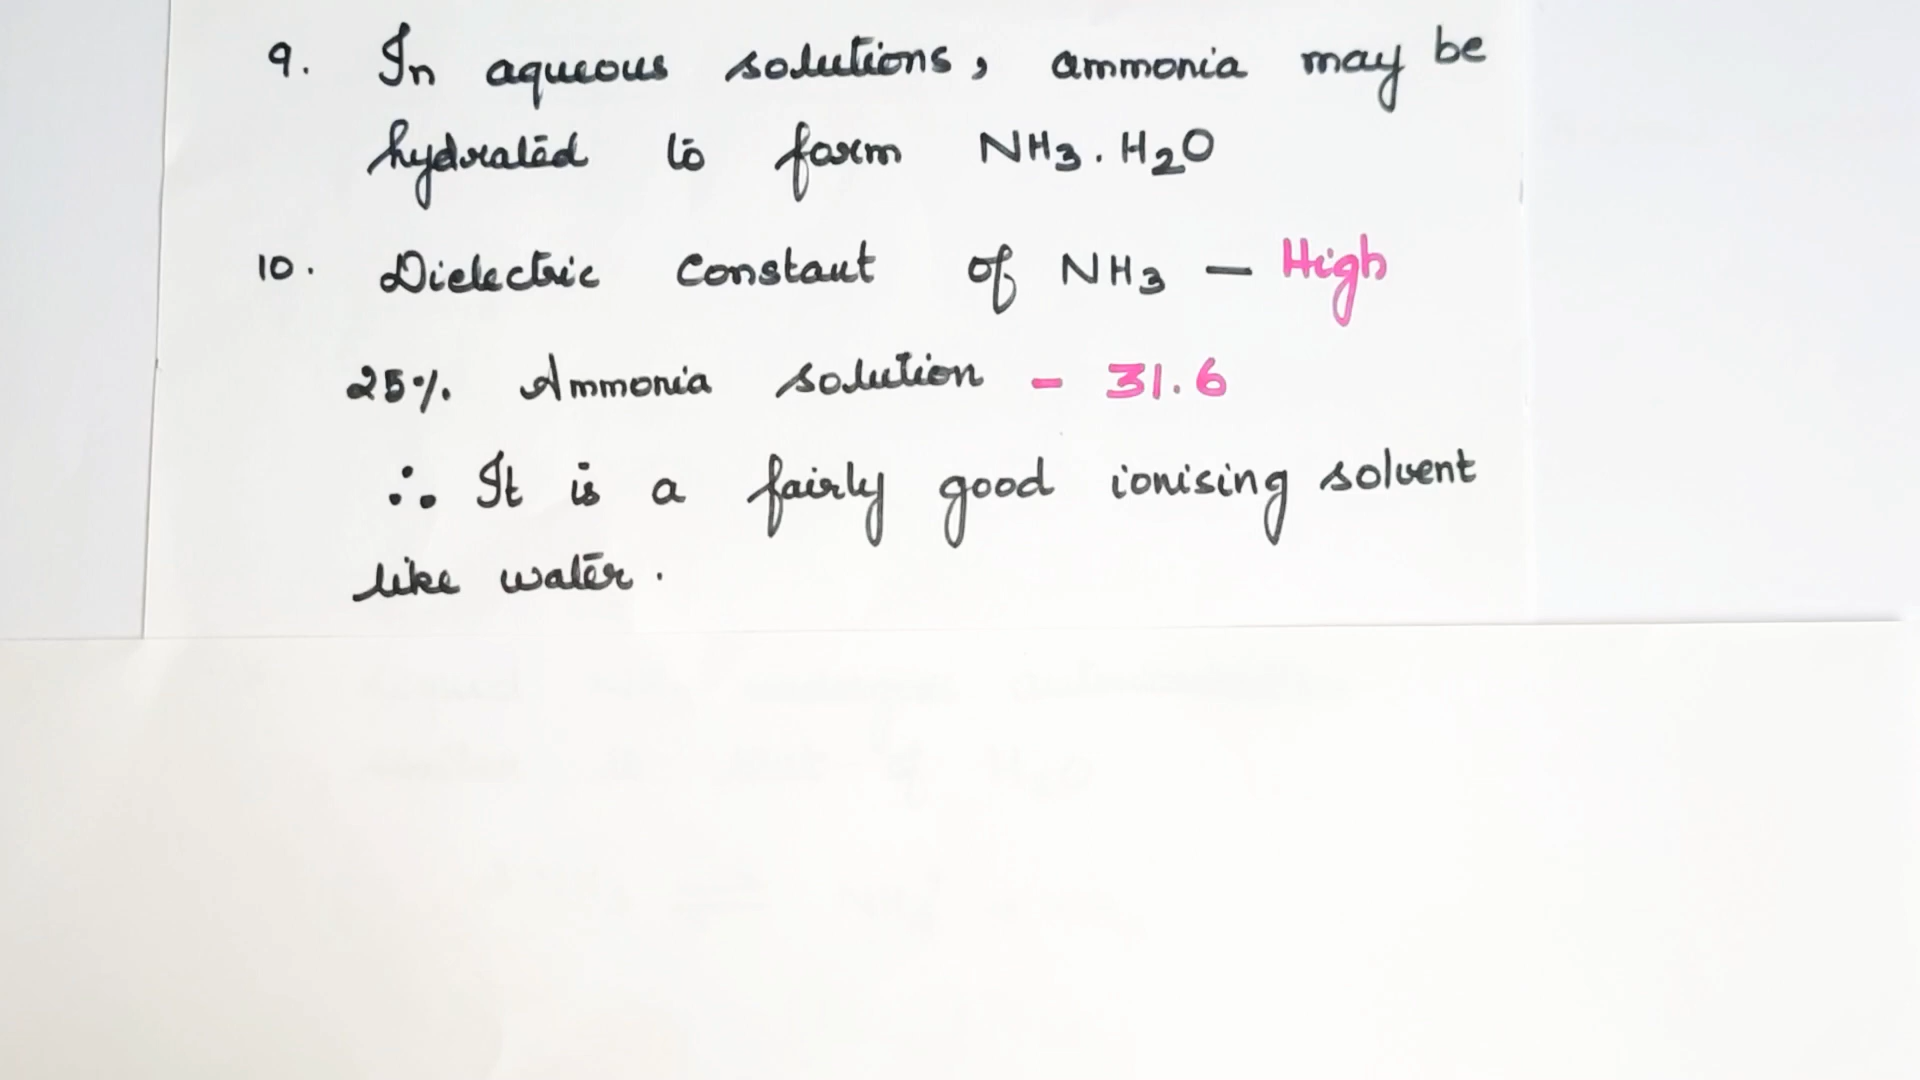 9. In aqueous solutions, ammonia may be
hydrated to form NH3.H2O
10. Dielectric constant of NH3 — High
25% Ammonia solution - 31.6
∴ It is a fairly good ionising solvent
like water.